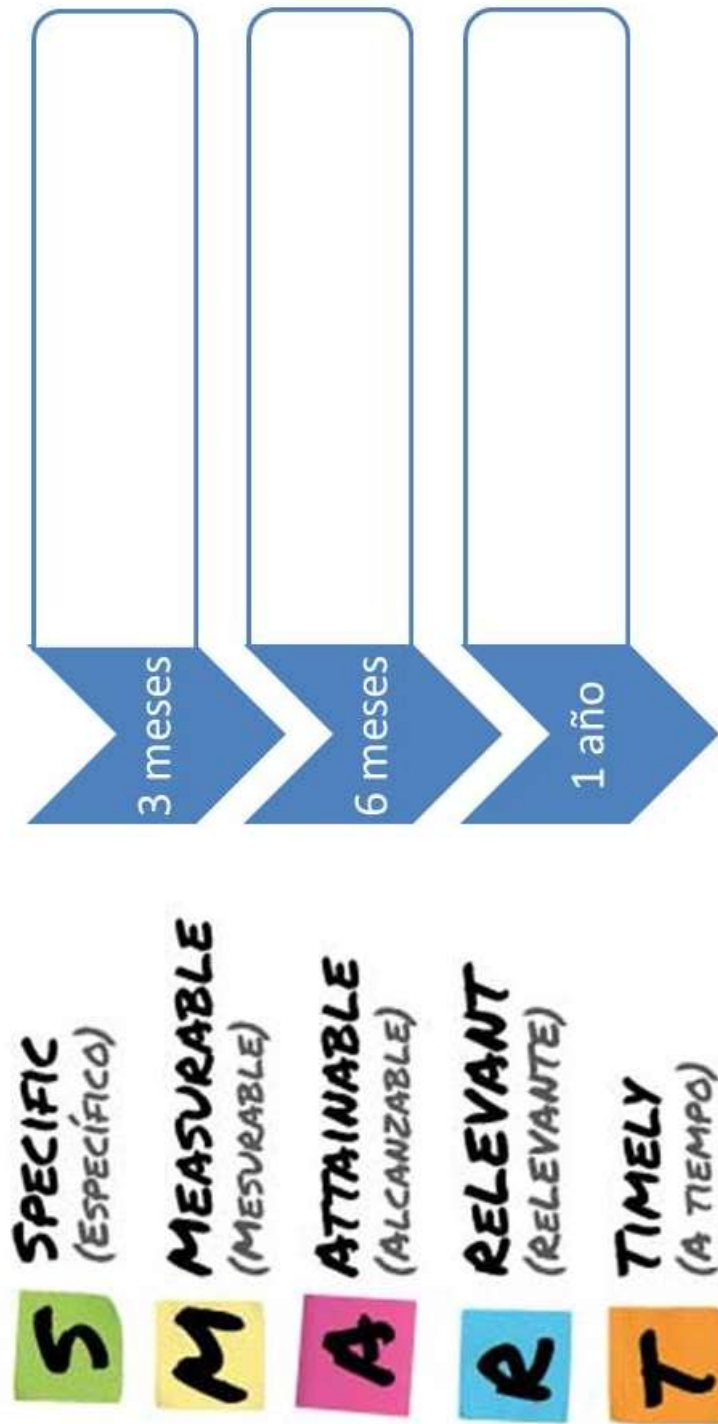 S
SPECIFIC
(ESPECÍFICO)
M
MEASURABLE
(MESURABLE)
A
ATTAINABLE
(ALCANZABLE)
R
RELEVANT
(RELEVANTE)
T
TIMELY
(A TIEMPO)
3 meses
6 meses
1 año